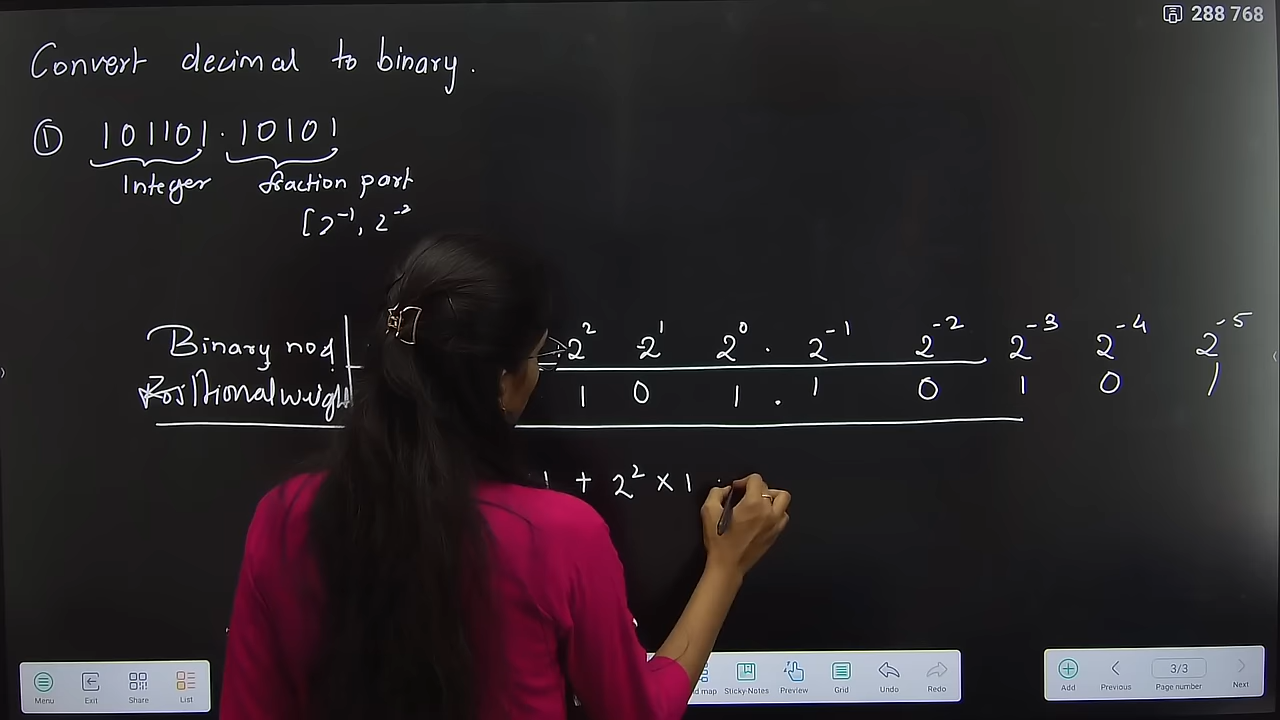 288 768
Convert decimal to binary.
① 101101.10101
Integer fraction part
[2⁻¹, 2⁻²
Binary no 2² 2¹ 2⁰ . 2⁻¹ 2⁻² 2⁻³ 2⁻⁴ 2⁻⁵
Positional weight 1 0 1 . 1 0 1 0 1
1 + 2² × 1
Menu Exit Share List Sticky-Notes Preview Grid Undo Redo Add Previous 3/3 Page number Next